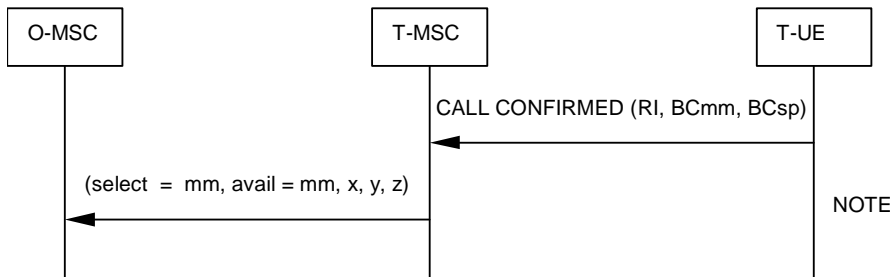 O-MSC
T-MSC
T-UE
CALL CONFIRMED (RI, BCmm, BCsp)
(select = mm, avail = mm, x, y, z)
NOTE